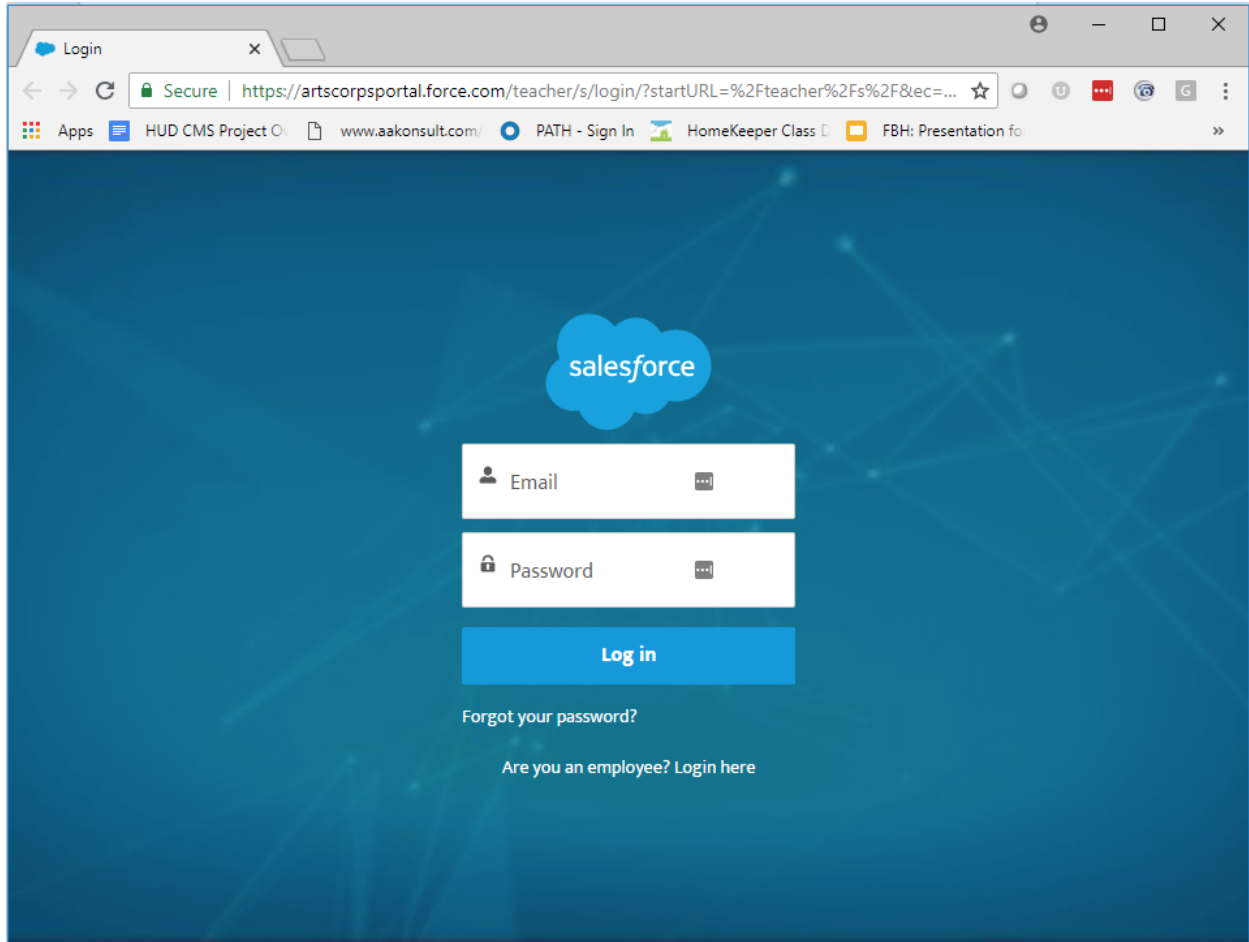 Login
Secure | https://artscorpsportal.force.com/teacher/s/login/?startURL=%2Fteacher%2Fs%2F&ec=...
Apps HUD CMS Project O www.aakonsult.com/ PATH - Sign In HomeKeeper Class D FBH: Presentation fo »
salesforce
Email
Password
Log in
Forgot your password?
Are you an employee? Login here